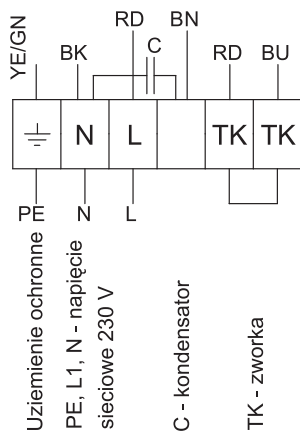 YE/GN
BK
RD
C
BN
RD
BU
N
L
TK
TK
PE
N
L
Uziemienie ochronne
PE, L1, N - napięcie
sieciowe 230 V
C - kondensator
TK - zworka